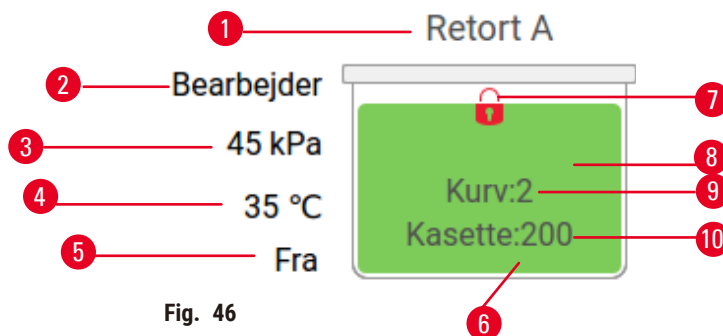 1 Retort A
2 Bearbejder
7
3 45 kPa
8
4 35 °C
Kurv:2 9
5 Fra
Kasette:200 10
6
Fig. 46